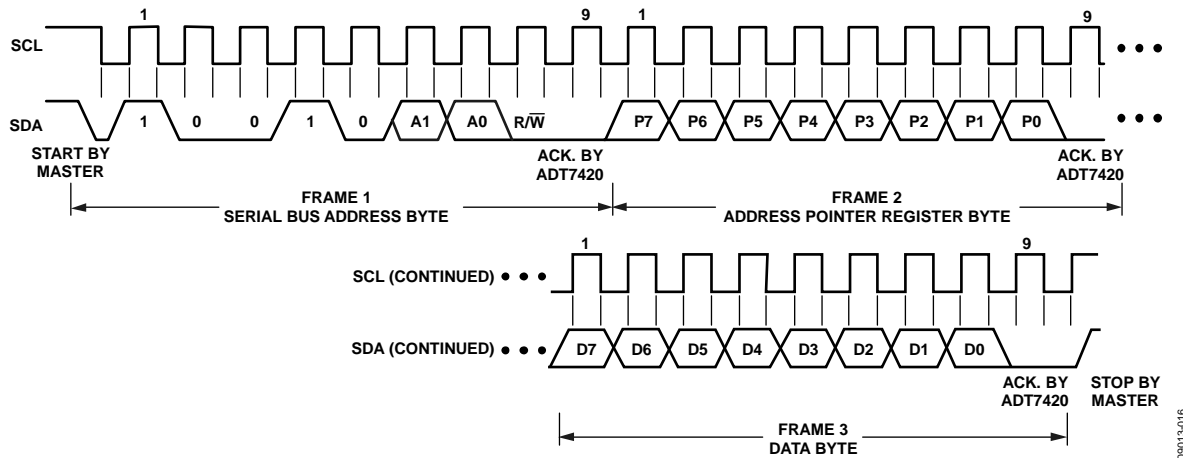 1 9 1 9
SCL
SDA 1 0 0 1 0 A1 A0 R/W̅ P7 P6 P5 P4 P3 P2 P1 P0
START BY
MASTER
ACK. BY
ADT7420
ACK. BY
ADT7420
FRAME 1
SERIAL BUS ADDRESS BYTE
FRAME 2
ADDRESS POINTER REGISTER BYTE
1 9
SCL (CONTINUED)
SDA (CONTINUED) D7 D6 D5 D4 D3 D2 D1 D0
ACK. BY
ADT7420
STOP BY
MASTER
FRAME 3
DATA BYTE
09013-016